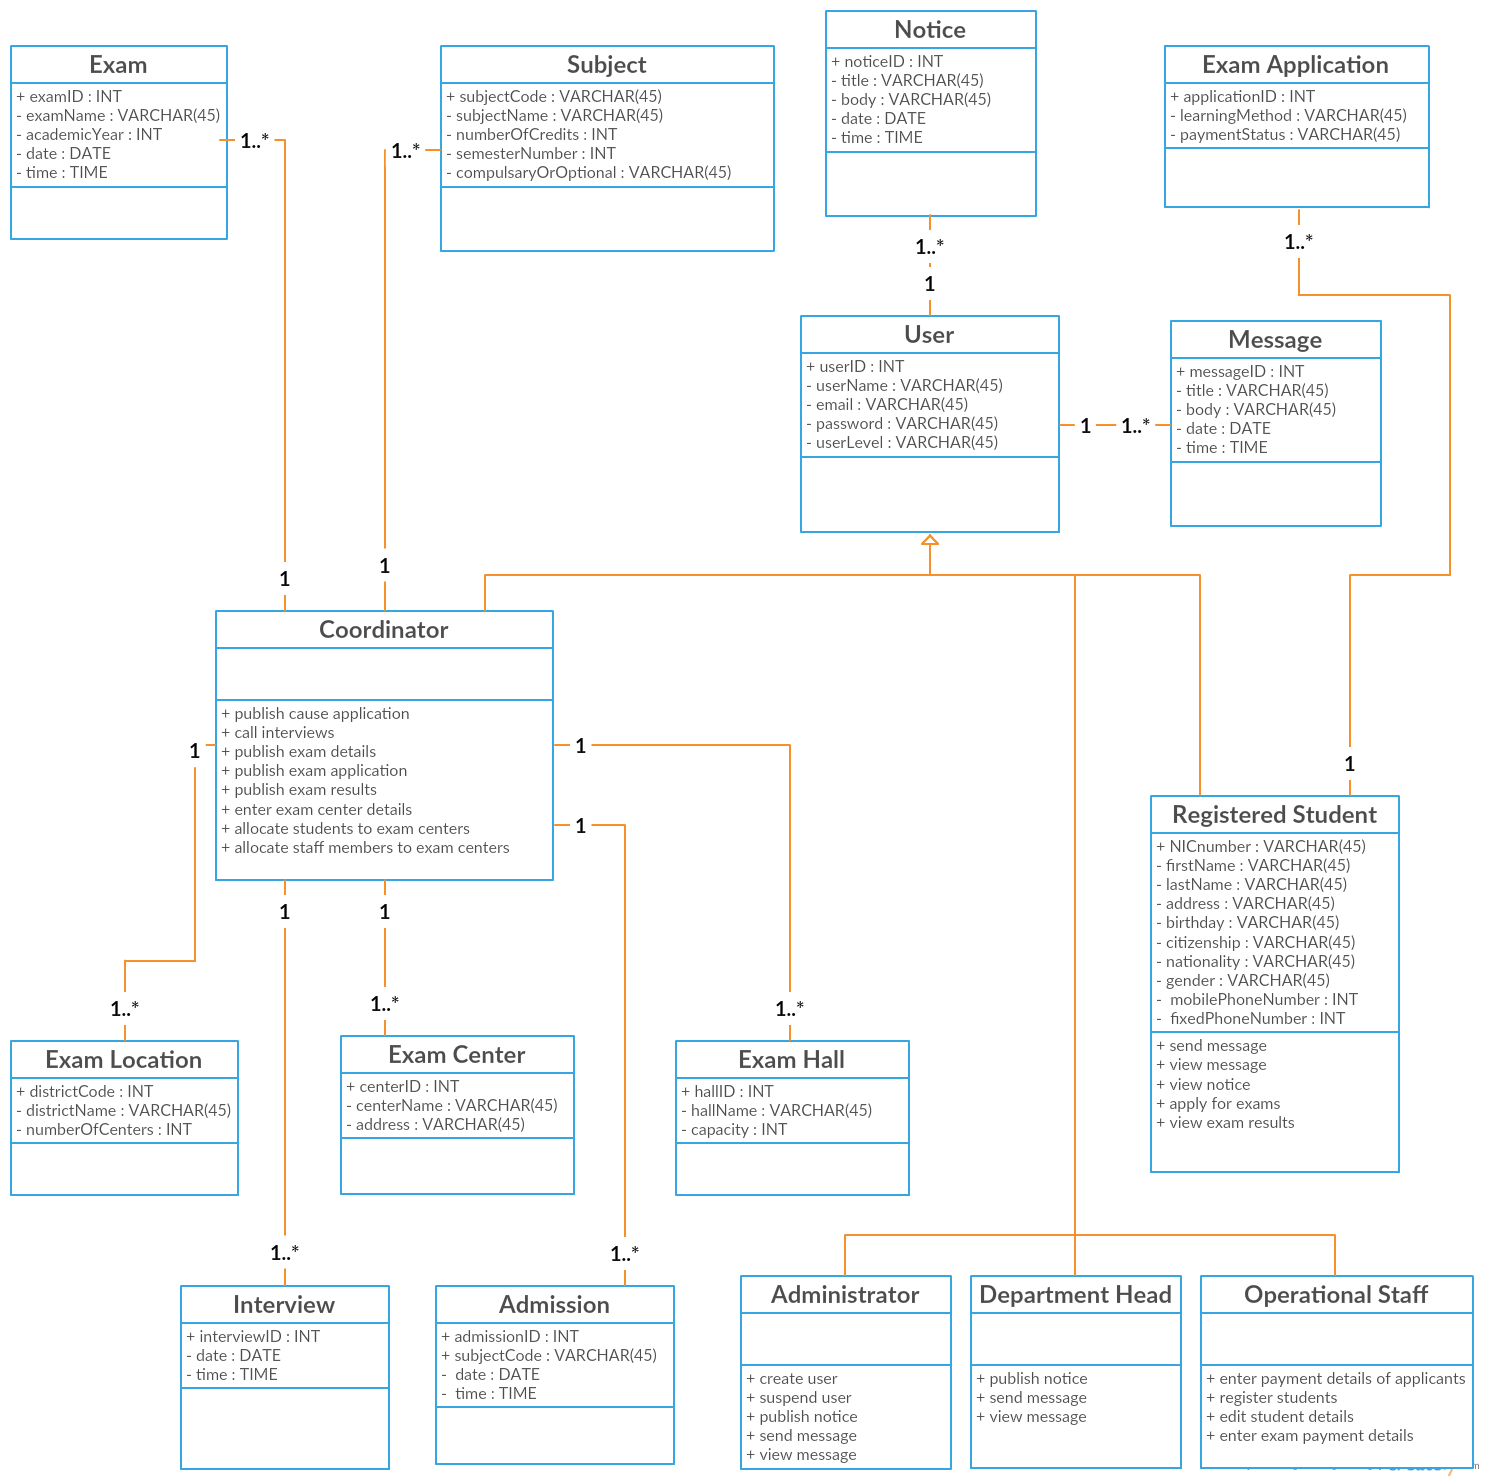 Exam
+ examID : INT
- examName : VARCHAR(45)
- academicYear : INT
- date : DATE
- time : TIME
1..*
1
Subject
+ subjectCode : VARCHAR(45)
- subjectName : VARCHAR(45)
- numberOfCredits : INT
- semesterNumber : INT
- compulsaryOrOptional : VARCHAR(45)
1..*
1
Notice
+ noticeID : INT
- title : VARCHAR(45)
- body : VARCHAR(45)
- date : DATE
- time : TIME
1..*
1
Exam Application
+ applicationID : INT
- learningMethod : VARCHAR(45)
- paymentStatus : VARCHAR(45)
1..*
1
User
+ userID : INT
- userName : VARCHAR(45)
- email : VARCHAR(45)
- password : VARCHAR(45)
- userLevel : VARCHAR(45)
1
1..*
Message
+ messageID : INT
- title : VARCHAR(45)
- body : VARCHAR(45)
- date : DATE
- time : TIME
Coordinator
+ publish cause application
+ call interviews
+ publish exam details
+ publish exam application
+ publish exam results
+ enter exam center details
+ allocate students to exam centers
+ allocate staff members to exam centers
1
1
1
1
1
1..*
1..*
1..*
1..*
1..*
Registered Student
+ NICnumber : VARCHAR(45)
- firstName : VARCHAR(45)
- lastName : VARCHAR(45)
- address : VARCHAR(45)
- birthday : VARCHAR(45)
- citizenship : VARCHAR(45)
- nationality : VARCHAR(45)
- gender : VARCHAR(45)
- mobilePhoneNumber : INT
- fixedPhoneNumber : INT
+ send message
+ view message
+ view notice
+ apply for exams
+ view exam results
Exam Location
+ districtCode : INT
- districtName : VARCHAR(45)
- numberOfCenters : INT
Exam Center
+ centerID : INT
- centerName : VARCHAR(45)
- address : VARCHAR(45)
Exam Hall
+ hallID : INT
- hallName : VARCHAR(45)
- capacity : INT
Interview
+ interviewID : INT
- date : DATE
- time : TIME
Admission
+ admissionID : INT
+ subjectCode : VARCHAR(45)
- date : DATE
- time : TIME
Administrator
+ create user
+ suspend user
+ publish notice
+ send message
+ view message
Department Head
+ publish notice
+ send message
+ view message
Operational Staff
+ enter payment details of applicants
+ register students
+ edit student details
+ enter exam payment details